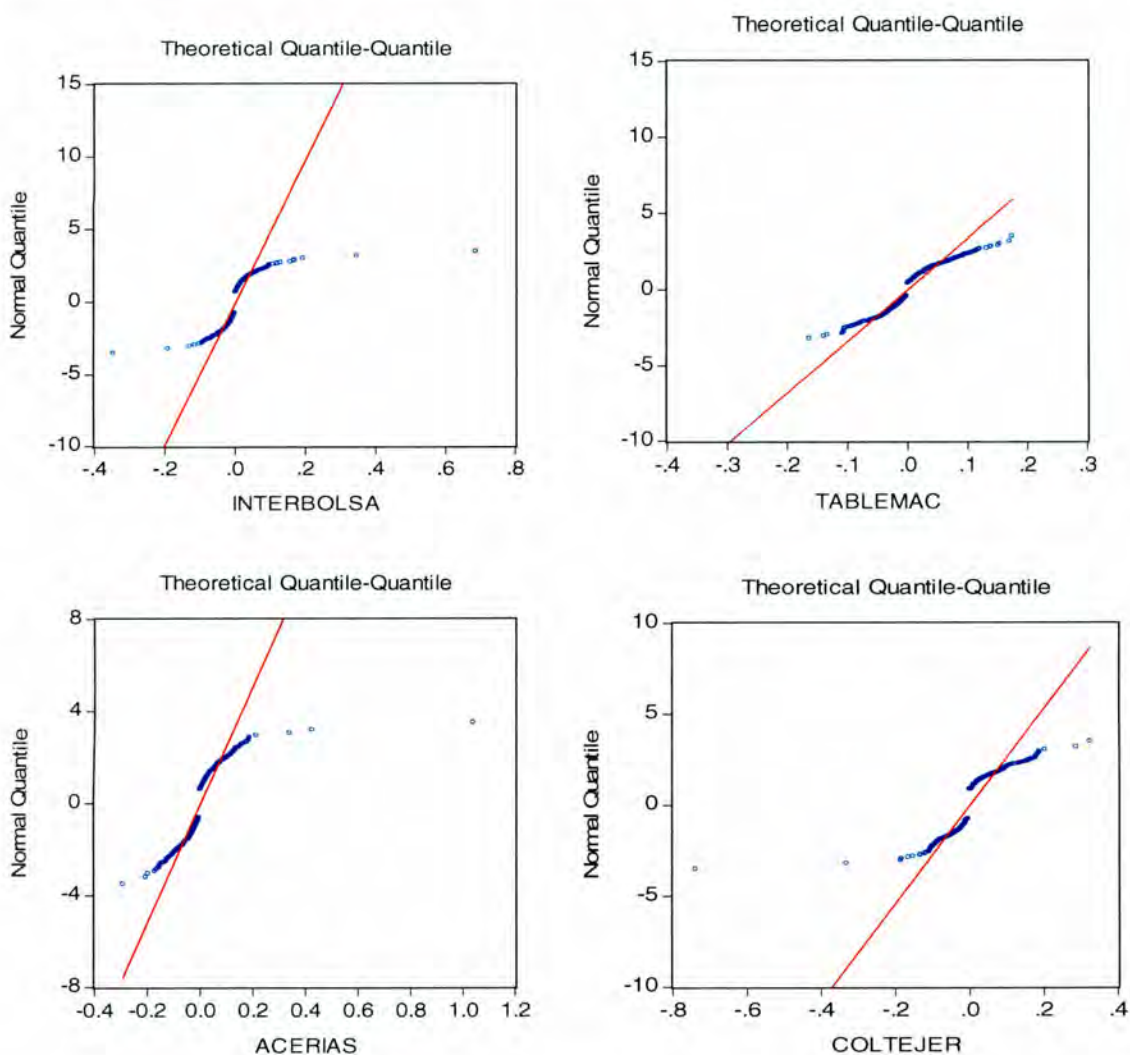 Theoretical Quantile-Quantile
15
10
5
0
-5
-10
Normal Quantile
-.4 -.2 .0 .2 .4 .6 .8
INTERBOLSA
Theoretical Quantile-Quantile
15
10
5
0
-5
-10
Normal Quantile
-.4 -.3 -.2 -.1 .0 .1 .2 .3
TABLEMAC
Theoretical Quantile-Quantile
8
4
0
-4
-8
Normal Quantile
-0.4 -0.2 0.0 0.2 0.4 0.6 0.8 1.0 1.2
ACERIAS
Theoretical Quantile-Quantile
10
5
0
-5
-10
Normal Quantile
-.8 -.6 -.4 -.2 .0 .2 .4
COLTEJER